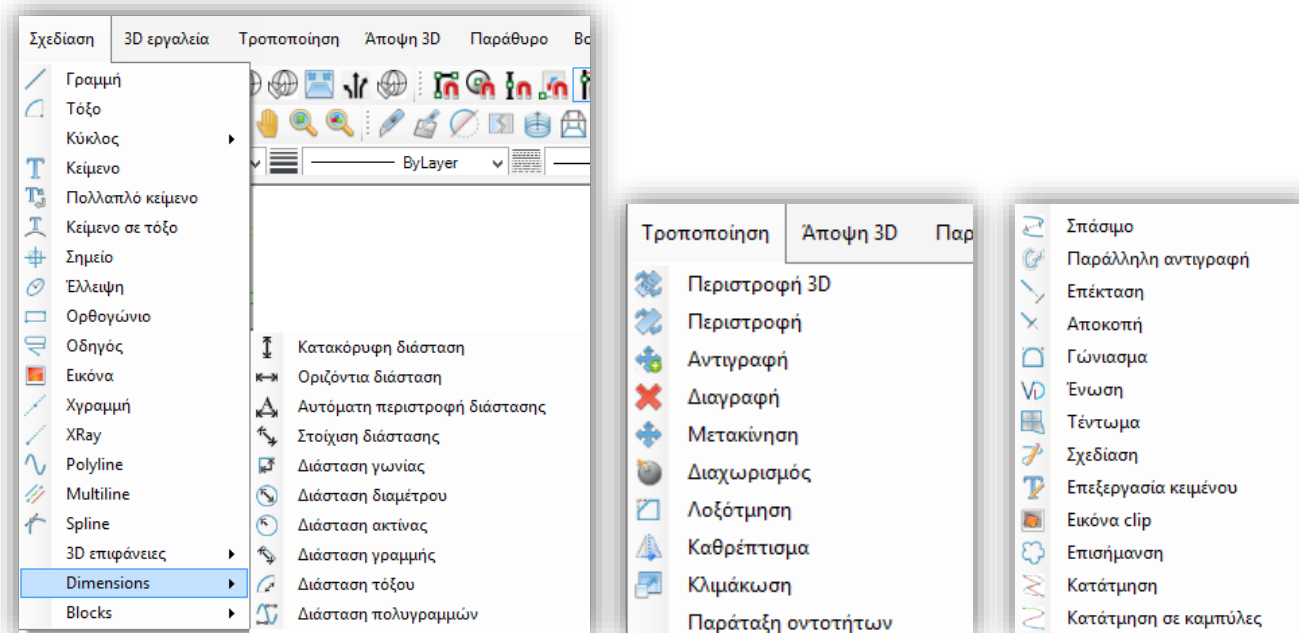 Σχεδίαση 3D εργαλεία Τροποποίηση Άποψη 3D Παράθυρο Βο
Γραμμή
Τόξο
Κύκλος
Κείμενο
Πολλαπλό κείμενο
Κείμενο σε τόξο
Σημείο
Έλλειψη
Ορθογώνιο
Οδηγός
Εικόνα
Χγραμμή
XRay
Polyline
Multiline
Spline
3D επιφάνειες
Dimensions
Blocks
ByLayer
Κατακόρυφη διάσταση
Οριζόντια διάσταση
Αυτόματη περιστροφή διάστασης
Στοίχιση διάστασης
Διάσταση γωνίας
Διάσταση διαμέτρου
Διάσταση ακτίνας
Διάσταση γραμμής
Διάσταση τόξου
Διάσταση πολυγραμμών
Τροποποίηση Άποψη 3D Παρ
Περιστροφή 3D
Περιστροφή
Αντιγραφή
Διαγραφή
Μετακίνηση
Διαχωρισμός
Λοξότμηση
Καθρέπτισμα
Κλιμάκωση
Παράταξη οντοτήτων
Σπάσιμο
Παράλληλη αντιγραφή
Επέκταση
Αποκοπή
Γώνιασμα
Ένωση
Τέντωμα
Σχεδίαση
Επεξεργασία κειμένου
Εικόνα clip
Επισήμανση
Κατάτμηση
Κατάτμηση σε καμπύλες